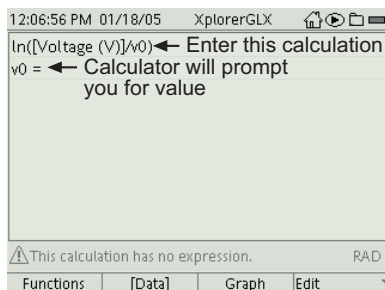 12:06:56 PM 01/18/05 XplorerGLX
ln([Voltage (V)]/v0) Enter this calculation
v0 = Calculator will prompt
you for value
This calculation has no expression. RAD
Functions [Data] Graph Edit